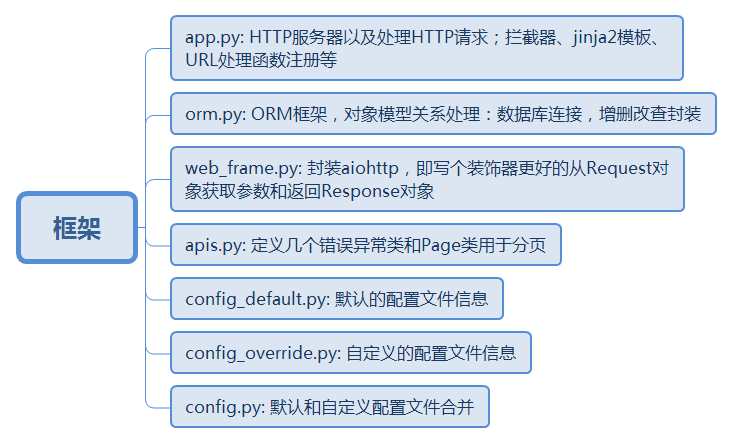 框架
app.py: HTTP服务器以及处理HTTP请求；拦截器、jinja2模板、
URL处理函数注册等
orm.py: ORM框架，对象模型关系处理：数据库连接，增删改查封装
web_frame.py: 封装aiohttp，即写个装饰器更好的从Request对
象获取参数和返回Response对象
apis.py: 定义几个错误异常类和Page类用于分页
config_default.py: 默认的配置文件信息
config_override.py: 自定义的配置文件信息
config.py: 默认和自定义配置文件合并